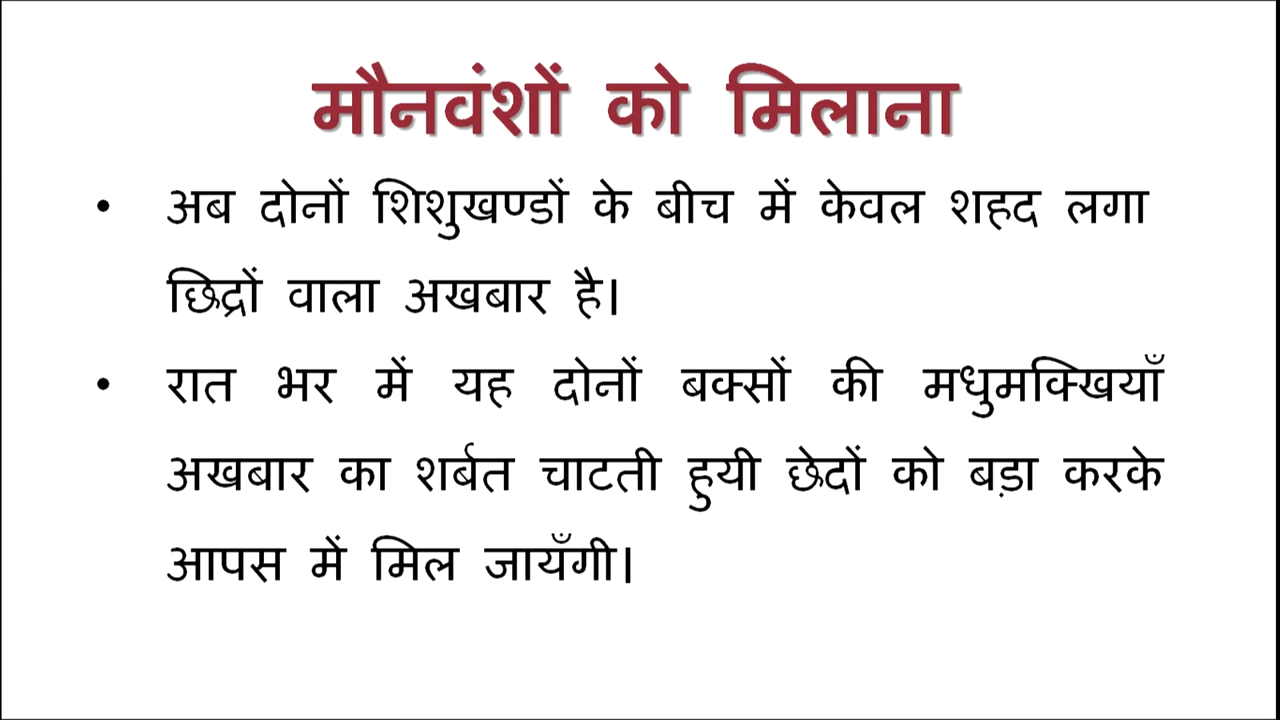 मौनवंशों को मिलाना
• अब दोनों शिशुखण्डों के बीच में केवल शहद लगा
छिद्रों वाला अखबार है।
• रात भर में यह दोनों बक्सों की मधुमक्खियाँ
अखबार का शर्बत चाटती हुयी छेदों को बड़ा करके
आपस में मिल जायँगी।